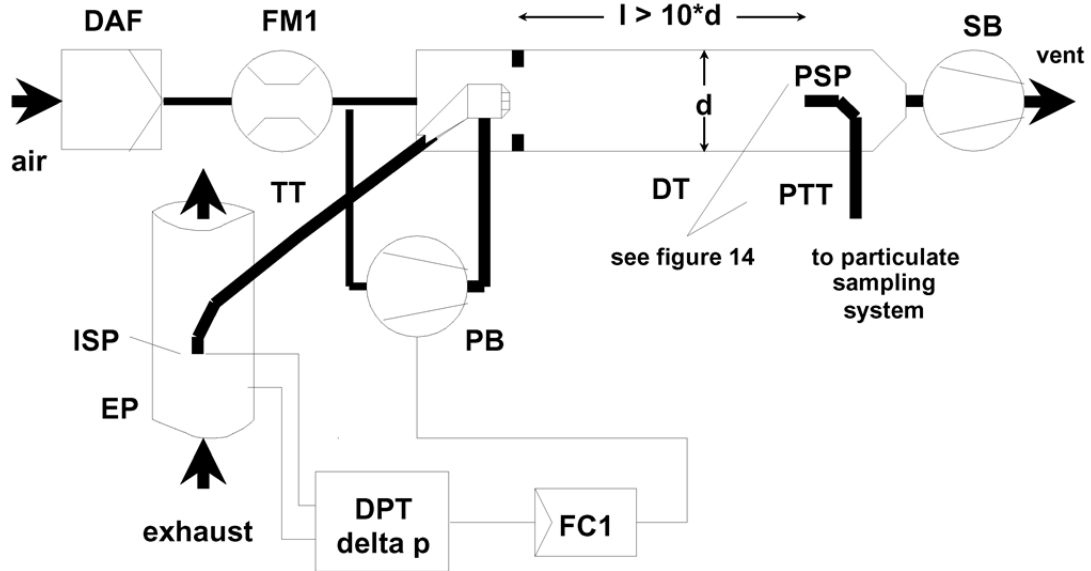 DAF
FM1
l > 10*d
SB
vent
PSP
d
air
TT
DT
PTT
see figure 14
to particulate
sampling
system
ISP
PB
EP
DPT
delta p
FC1
exhaust